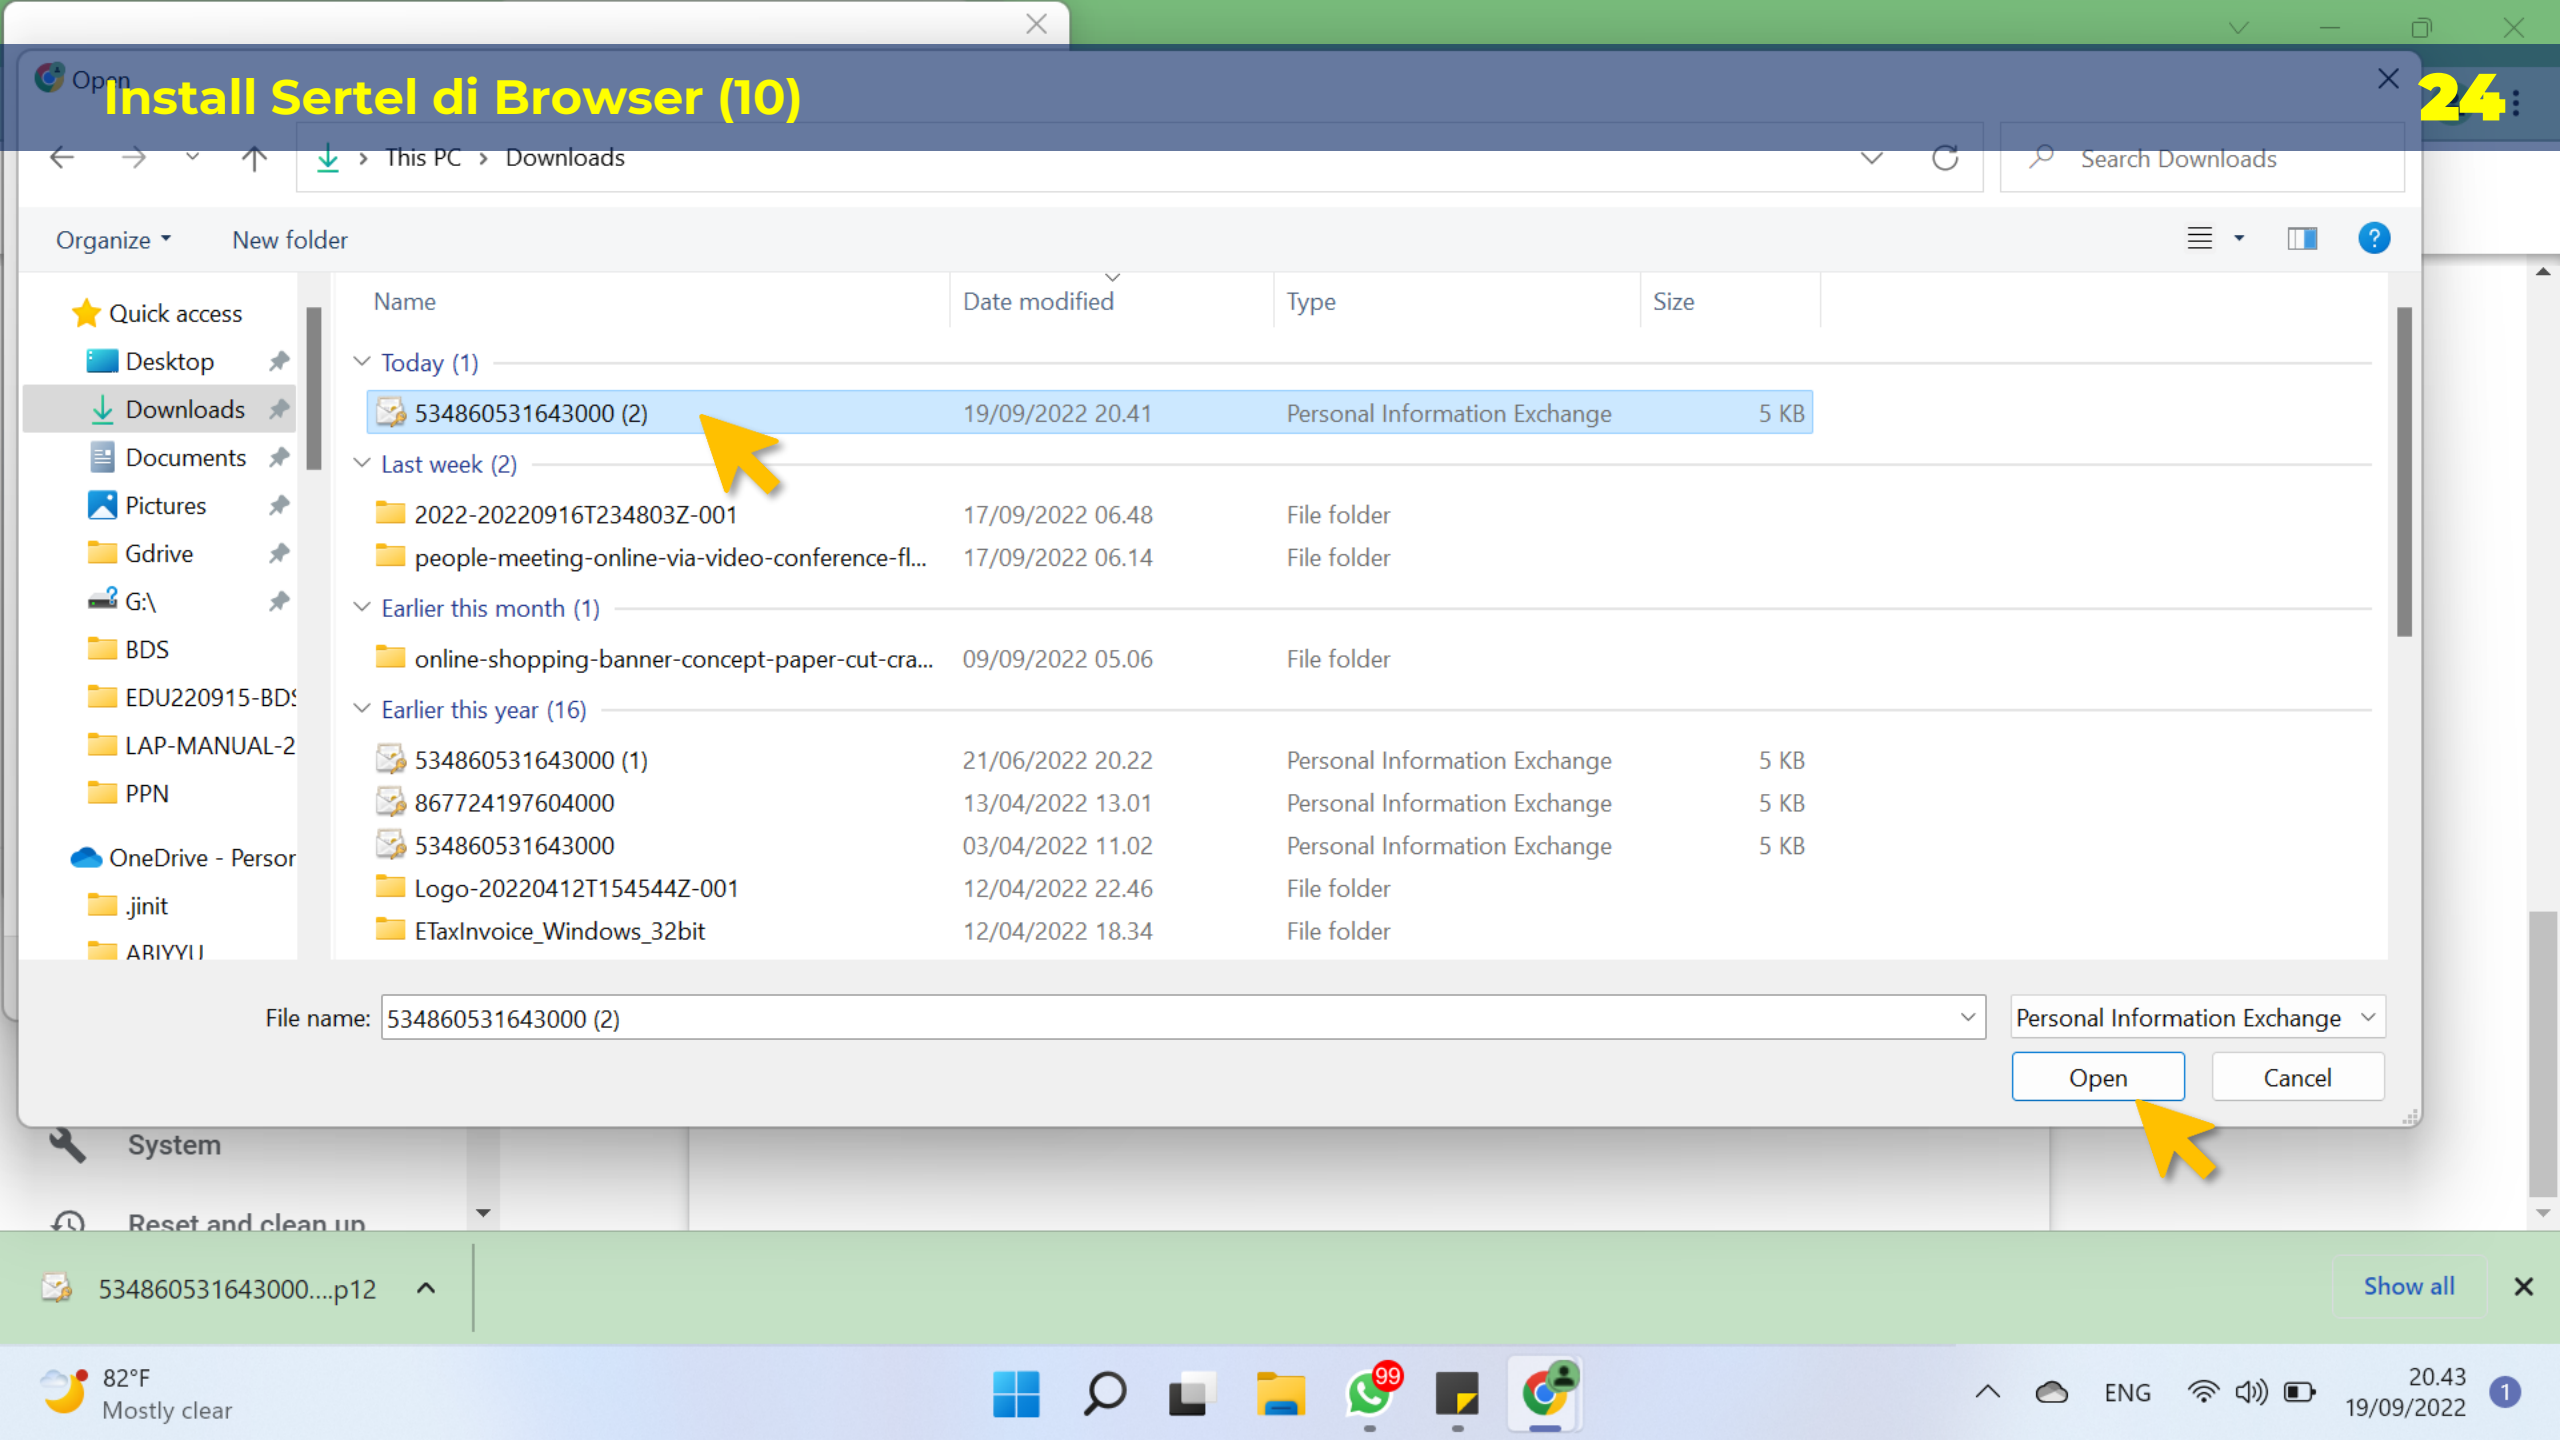 Open
Install Sertel di Browser (10)
24
This PC > Downloads
Search Downloads
Organize
New folder
Name
Date modified
Type
Size
Quick access
Desktop
Downloads
Documents
Pictures
Gdrive
G:\
BDS
EDU220915-BDS
LAP-MANUAL-2
PPN
OneDrive - Person
.jinit
ABIYYU
Today (1)
534860531643000 (2) 19/09/2022 20.41 Personal Information Exchange 5 KB
Last week (2)
2022-20220916T234803Z-001 17/09/2022 06.48 File folder
people-meeting-online-via-video-conference-fl... 17/09/2022 06.14 File folder
Earlier this month (1)
online-shopping-banner-concept-paper-cut-cra... 09/09/2022 05.06 File folder
Earlier this year (16)
534860531643000 (1) 21/06/2022 20.22 Personal Information Exchange 5 KB
867724197604000 13/04/2022 13.01 Personal Information Exchange 5 KB
534860531643000 03/04/2022 11.02 Personal Information Exchange 5 KB
Logo-20220412T154544Z-001 12/04/2022 22.46 File folder
ETaxInvoice_Windows_32bit 12/04/2022 18.34 File folder
File name: 534860531643000 (2)
Personal Information Exchange
Open
Cancel
System
Reset and clean up
534860531643000....p12
Show all
82°F
Mostly clear
99
ENG
20.43
19/09/2022
1